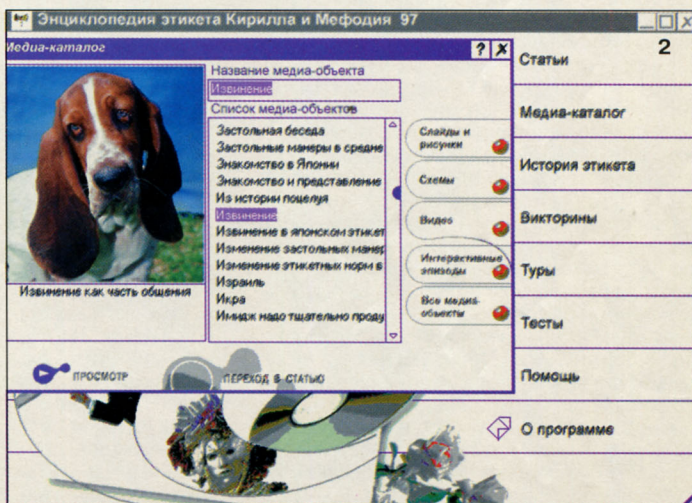 Энциклопедия этикета Кирилла и Мефодия 97
Медиа-каталог
? X
2
Название медиа-объекта
Извинение
Список медиа-объектов
Застольная беседа
Застольные манеры в средне
Знакомство в Японии
Знакомство и представление
Из истории поцелуя
Извинение
Извинение в японском этикет
Изменение застольных манер
Изменение этикетных норм в
Израиль
Икра
Имидж надо тщательно проду
Извинение как часть общения
Слайды и
рисунки
Схемы
Видео
Интерактивные
эпизоды
Все медиа-
объекты
ПРОСМОТР
ПЕРЕХОД В СТАТЬЮ
Статьи
Медиа-каталог
История этикета
Викторины
Туры
Тесты
Помощь
О программе